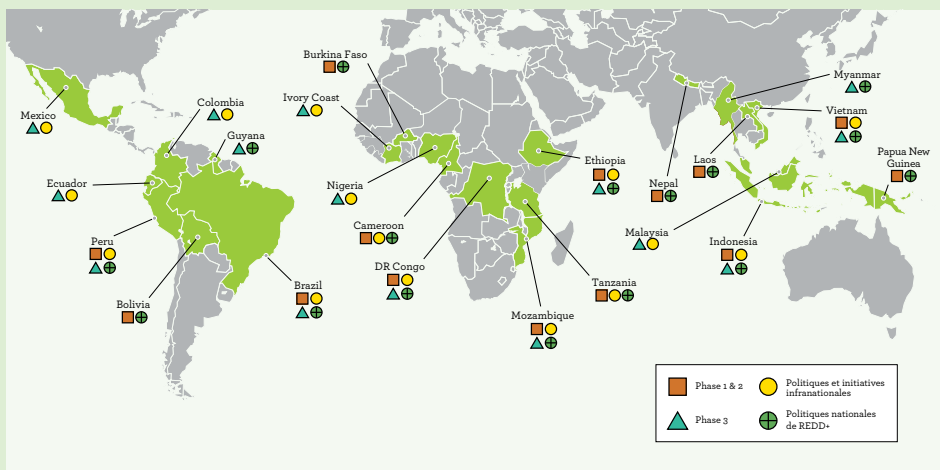 Burkina Faso
Myanmar
Mexico
Colombia
Ivory Coast
Vietnam
Guyana
Papua New
Guinea
Ethiopia
Laos
Ecuador
Nigeria
Nepal
Cameroon
Malaysia
Peru
Indonesia
DR Congo
Bolivia
Brazil
Tanzania
Mozambique
Phase 1 & 2
Politiques et initiatives
infranationales
Phase 3
Politiques nationales
de REDD+